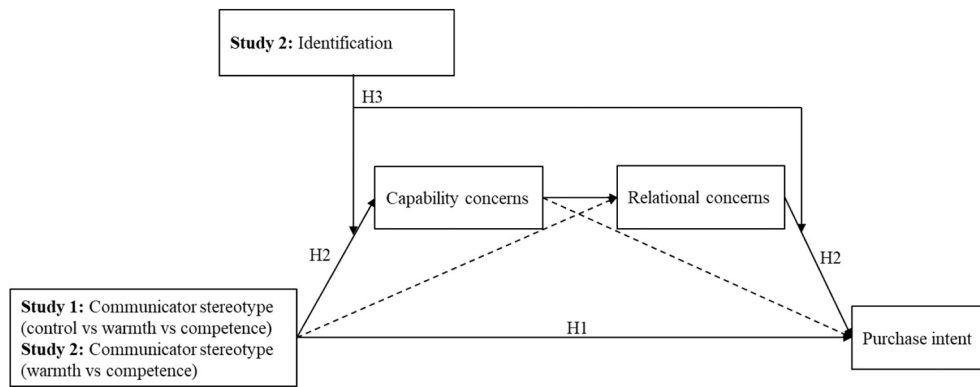 Study 2: Identification
H3
Capability concerns
Relational concerns
H2
H2
Study 1: Communicator stereotype
(control vs warmth vs competence)
Study 2: Communicator stereotype
(warmth vs competence)
H1
Purchase intent